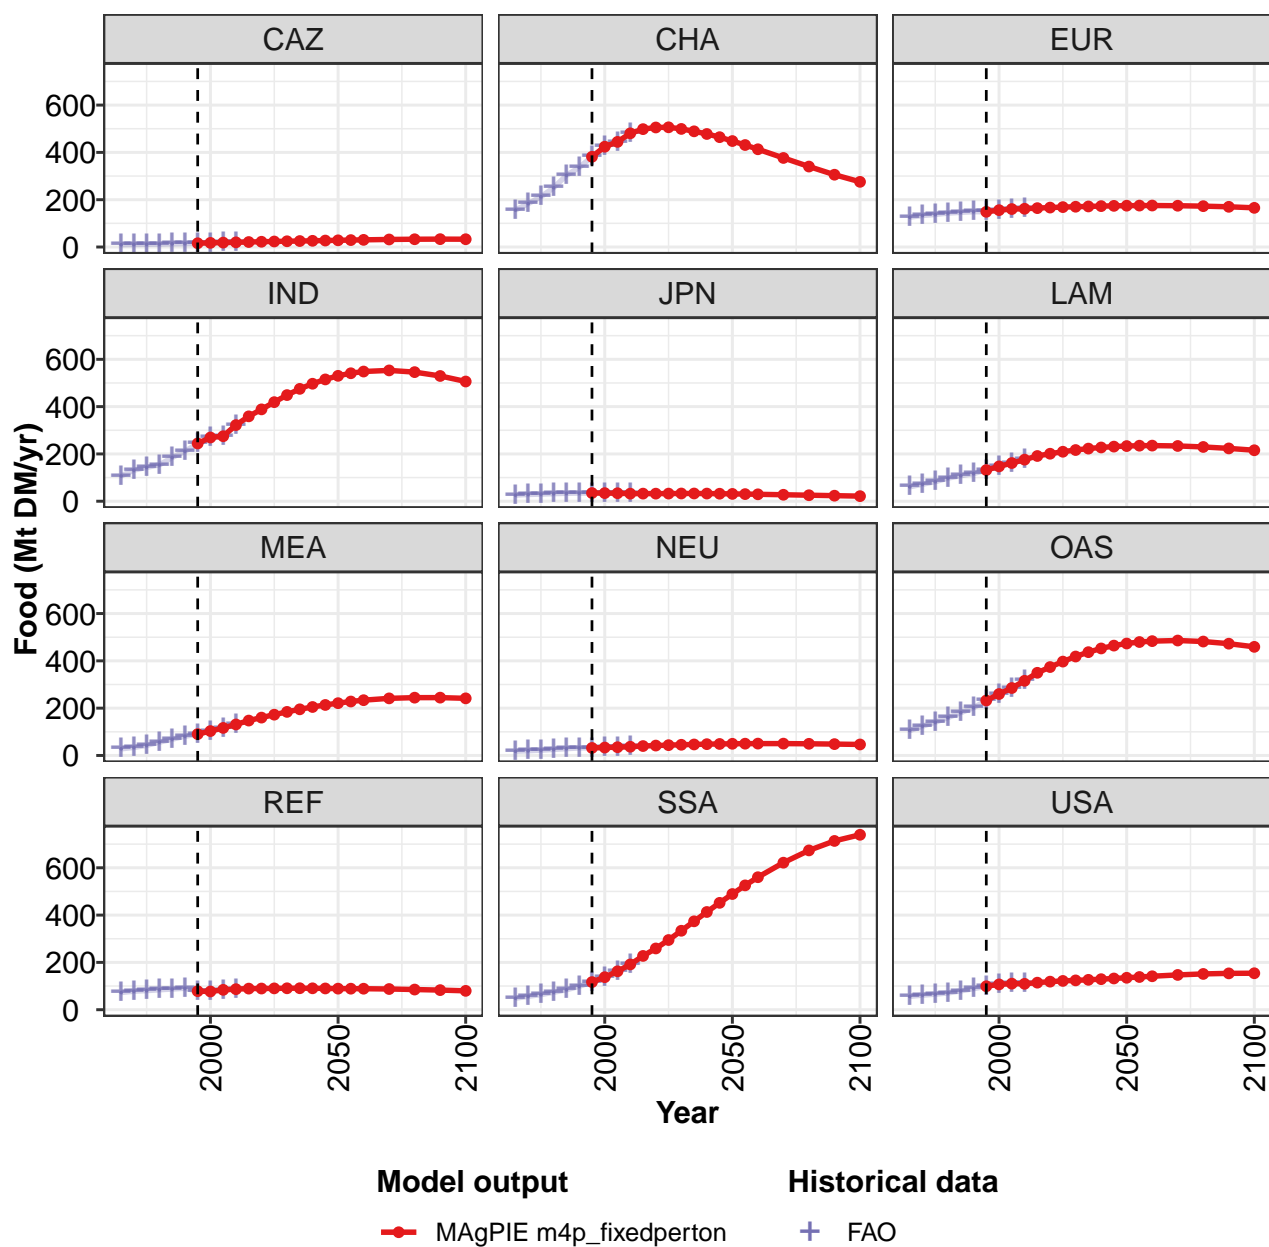 CAZ CHA EUR
600
400
200
0
IND JPN LAM
600
400
200
0
MEA NEU OAS
600
400
200
0
REF SSA USA
600
400
200
0
Food (Mt DM/yr)
2000 2050 2100 2000 2050 2100 2000 2050 2100
Year
Model output Historical data
MAgPIE m4p_fixedperton FAO